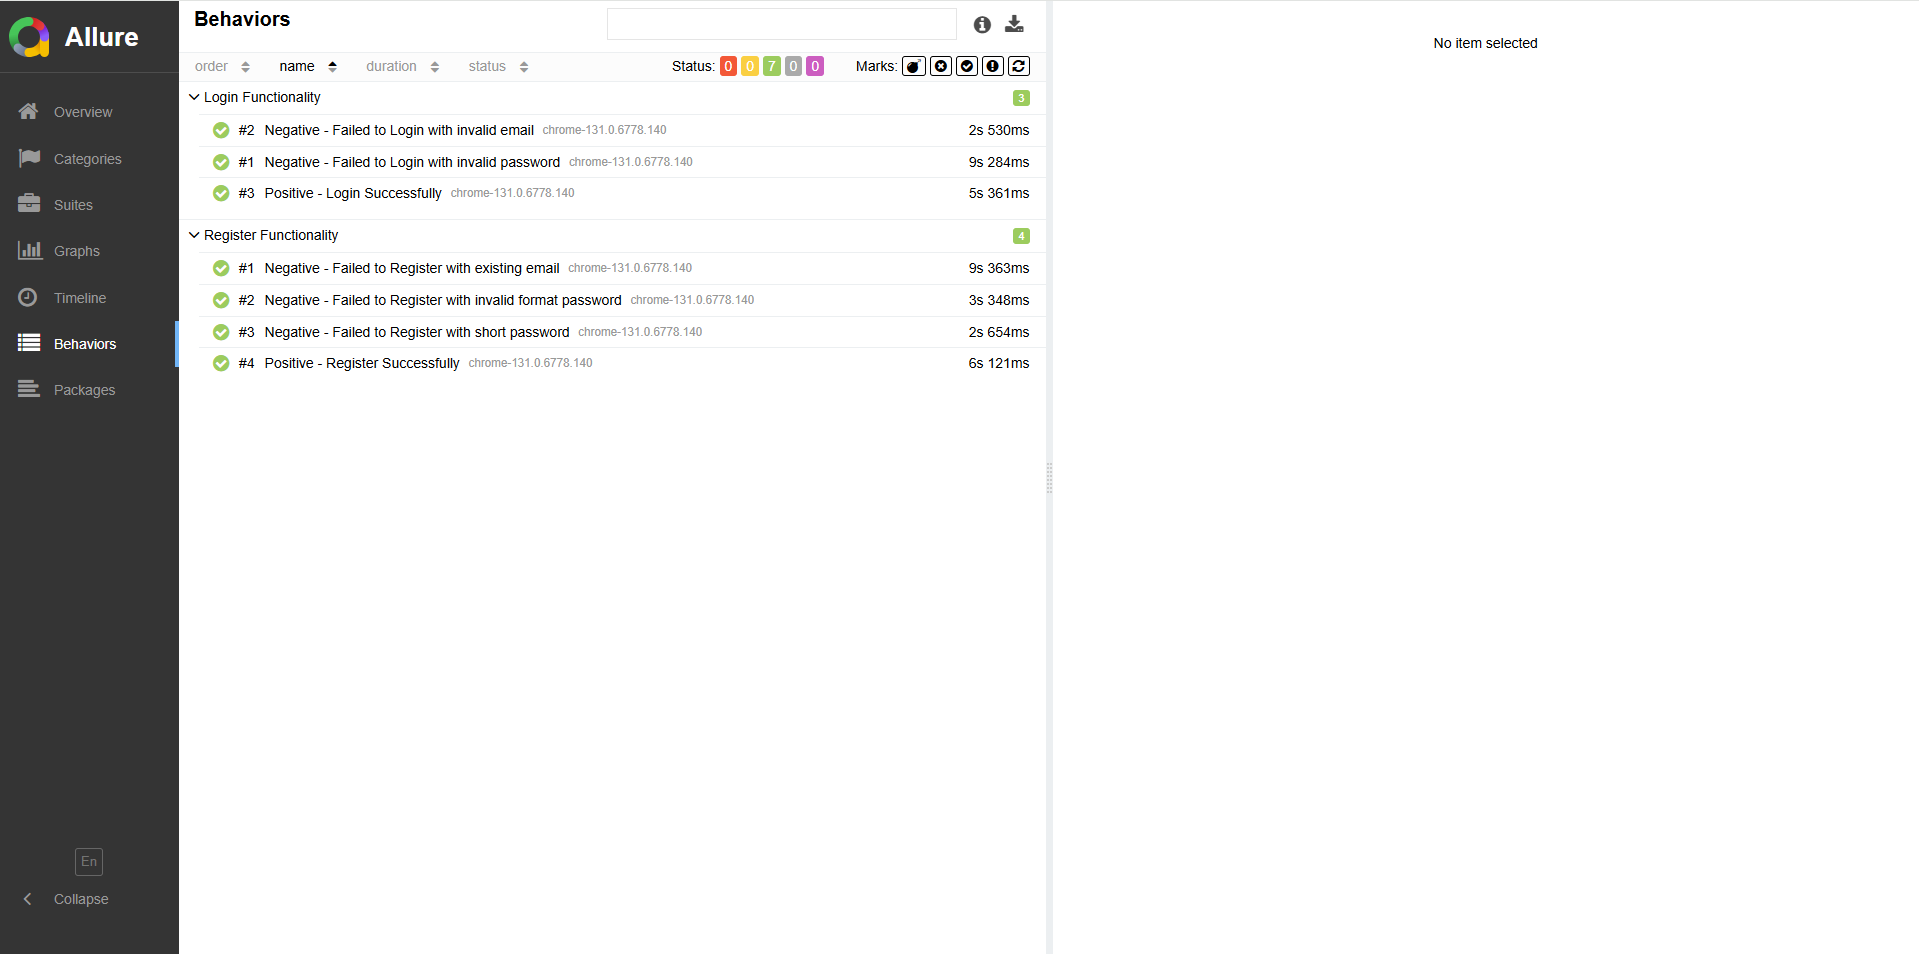 Allure
Overview
Categories
Suites
Graphs
Timeline
Behaviors
Packages
En
Collapse
Behaviors
order name duration status Status: 0 0 7 0 0 Marks:
Login Functionality 3
#2 Negative - Failed to Login with invalid email chrome-131.0.6778.140 2s 530ms
#1 Negative - Failed to Login with invalid password chrome-131.0.6778.140 9s 284ms
#3 Positive - Login Successfully chrome-131.0.6778.140 5s 361ms
Register Functionality 4
#1 Negative - Failed to Register with existing email chrome-131.0.6778.140 9s 363ms
#2 Negative - Failed to Register with invalid format password chrome-131.0.6778.140 3s 348ms
#3 Negative - Failed to Register with short password chrome-131.0.6778.140 2s 654ms
#4 Positive - Register Successfully chrome-131.0.6778.140 6s 121ms
No item selected